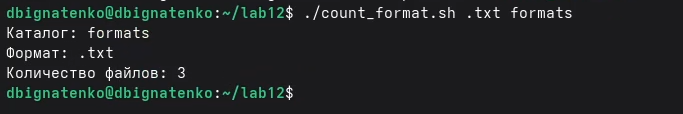 dbignatenko@dbignatenko:~/lab12$ ./count_format.sh .txt formats
Каталог: formats
Формат: .txt
Количество файлов: 3
dbignatenko@dbignatenko:~/lab12$